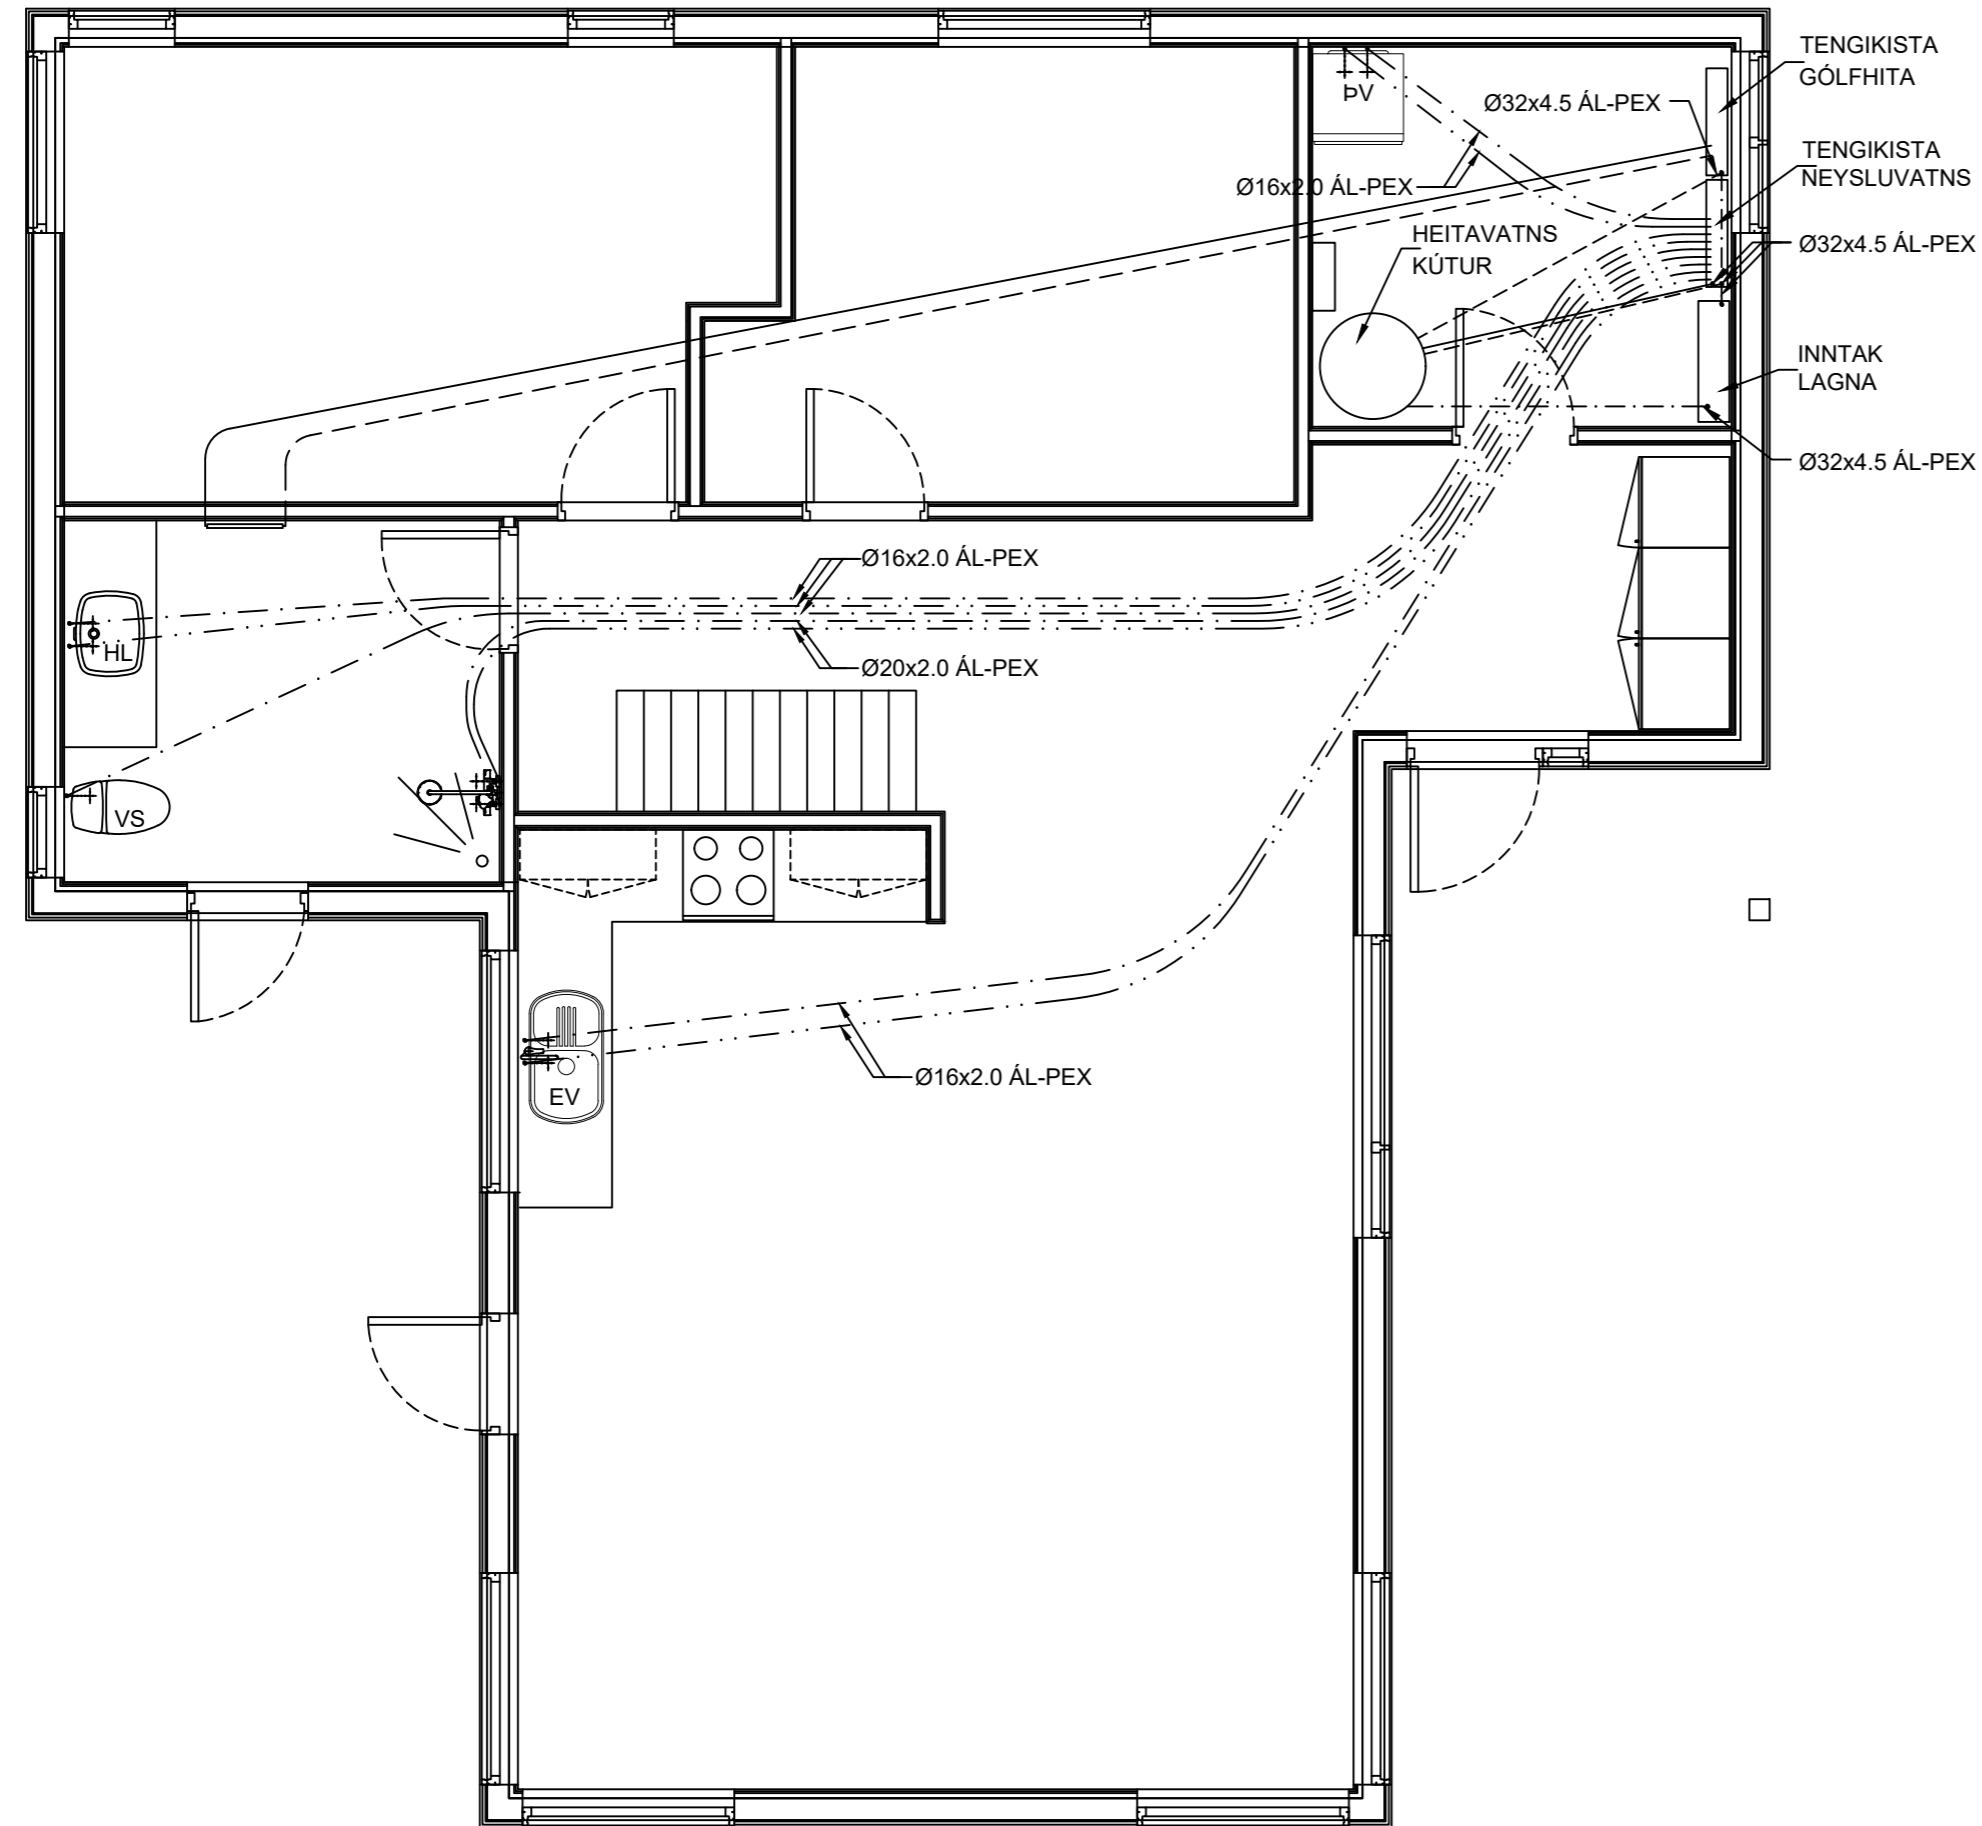 TENGIKISTA
GÓLFHITA
ÞV
Ø32x4.5 ÁL-PEX
TENGIKISTA
NEYSLUVATNS
Ø16x2.0 ÁL-PEX
HEITAVATNS
KÚTUR
Ø32x4.5 ÁL-PEX
INNTAK
LAGNA
Ø32x4.5 ÁL-PEX
Ø16x2.0 ÁL-PEX
HL
Ø20x2.0 ÁL-PEX
VS
Ø16x2.0 ÁL-PEX
EV